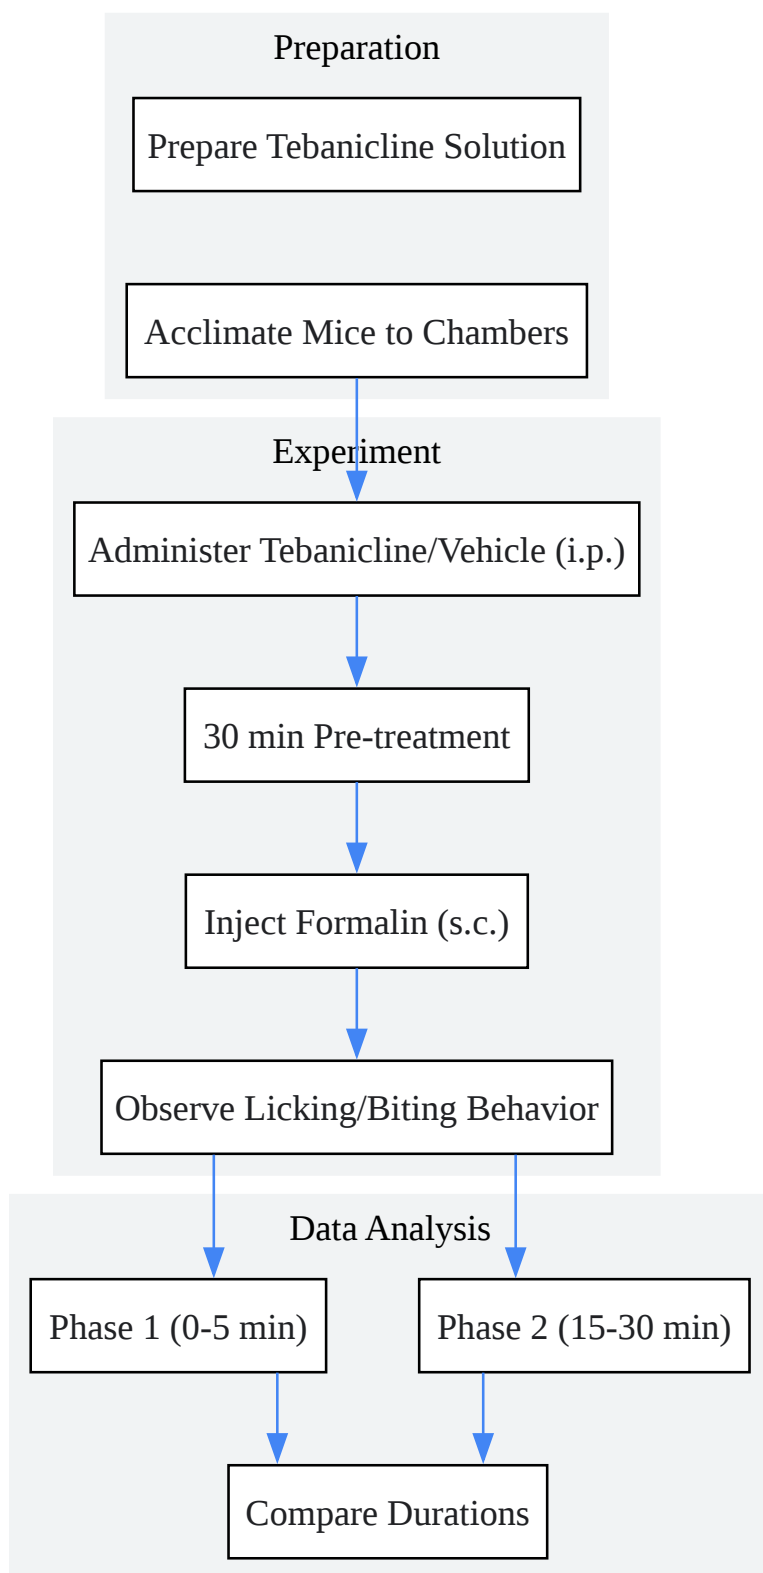 Preparation
Prepare Tebanicline Solution
Acclimate Mice to Chambers
Experiment
Administer Tebanicline/Vehicle (i.p.)
30 min Pre-treatment
Inject Formalin (s.c.)
Observe Licking/Biting Behavior
Data Analysis
Phase 1 (0-5 min)
Phase 2 (15-30 min)
Compare Durations